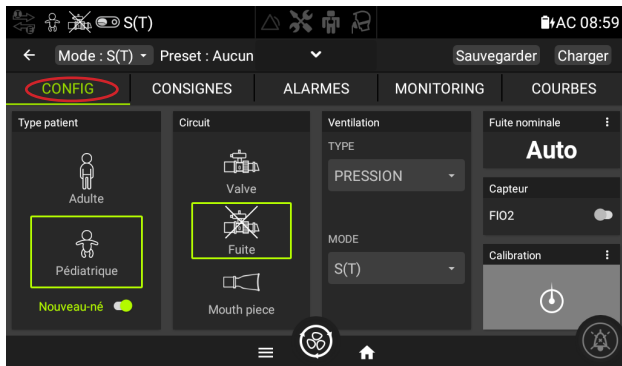 S(T) AC 08:59
Mode : S(T) Preset : Aucun Sauvegarder Charger
CONFIG CONSIGNES ALARMES MONITORING COURBES
Type patient
Adulte
Pédiatrique
Nouveau-né
Circuit
Valve
Fuite
Mouth piece
Ventilation
TYPE
PRESSION
MODE
S(T)
Fuite nominale
Auto
Capteur
FIO2
Calibration